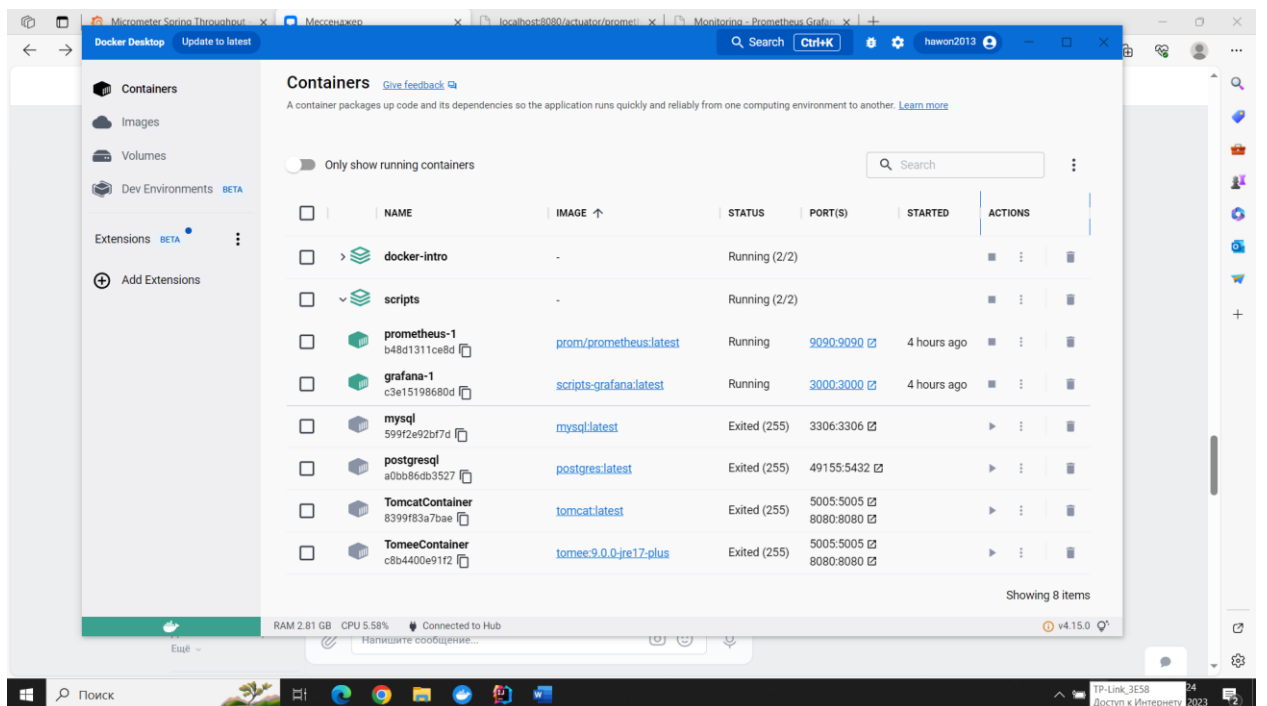 Micrometer Spring Throughput
Мессенджер
localhost:8080/actuator/promet
Monitoring - Prometheus Grafan
Docker Desktop Update to latest
Search Ctrl+K
hawon2013
Containers
Images
Volumes
Dev Environments BETA
Extensions BETA
Add Extensions
Containers Give feedback
A container packages up code and its dependencies so the application runs quickly and reliably from one computing environment to another. Learn more
Only show running containers
Search
NAME IMAGE STATUS PORT(S) STARTED ACTIONS
docker-intro - Running (2/2)
scripts - Running (2/2)
prometheus-1
b48d1311ce8d prom/prometheus:latest Running 9090:9090 4 hours ago
grafana-1
c3e15198680d scripts-grafana:latest Running 3000:3000 4 hours ago
mysql
599f2e92bf7d mysql:latest Exited (255) 3306:3306
postgresql
a0bb86db3527 postgres:latest Exited (255) 49155:5432
TomcatContainer
8399f83a7bae tomcat:latest Exited (255) 5005:5005
8080:8080
TomeeContainer
c8b4400e91f2 tomee:9.0.0-jre17-plus Exited (255) 5005:5005
8080:8080
Showing 8 items
RAM 2.81 GB CPU 5.58% Connected to Hub
v4.15.0
Напишите сообщение...
Ещё
Поиск
TP-Link_3E58
Доступ к Интернету
24
2023
2